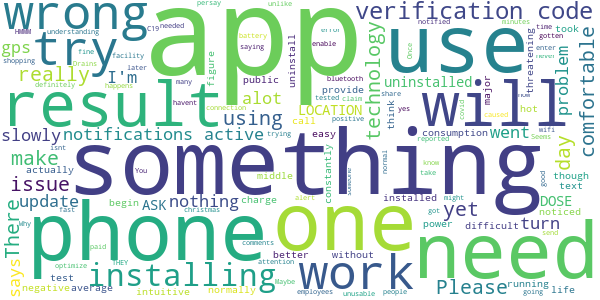 wrong app use verification code
HMMM C19 needed persay unlike battery error minutes
try understanding saying notified Once gotten time
gps shopping fine facility Drains uninstall enable bluetooth enter never
really I'm later many figure public technology took threatening comfortable
result definitely happens havent tested claim share yes major problem
alot LOCATION provide positive think
slowly notifications active using call connection trying easy will hot
isnt uninstalled consumption went text day
make actually nothing middle wifi Seems though
issue something yet
There update You ASK charge constantly normal installed DOSE
says phone begin one got might power noticed
Why fast christmas alert know take difficult turn
installing paid THEY better without work good send need
test optimize comments attention Please running
negative average intuitive normally Maybe employees unusable people going life